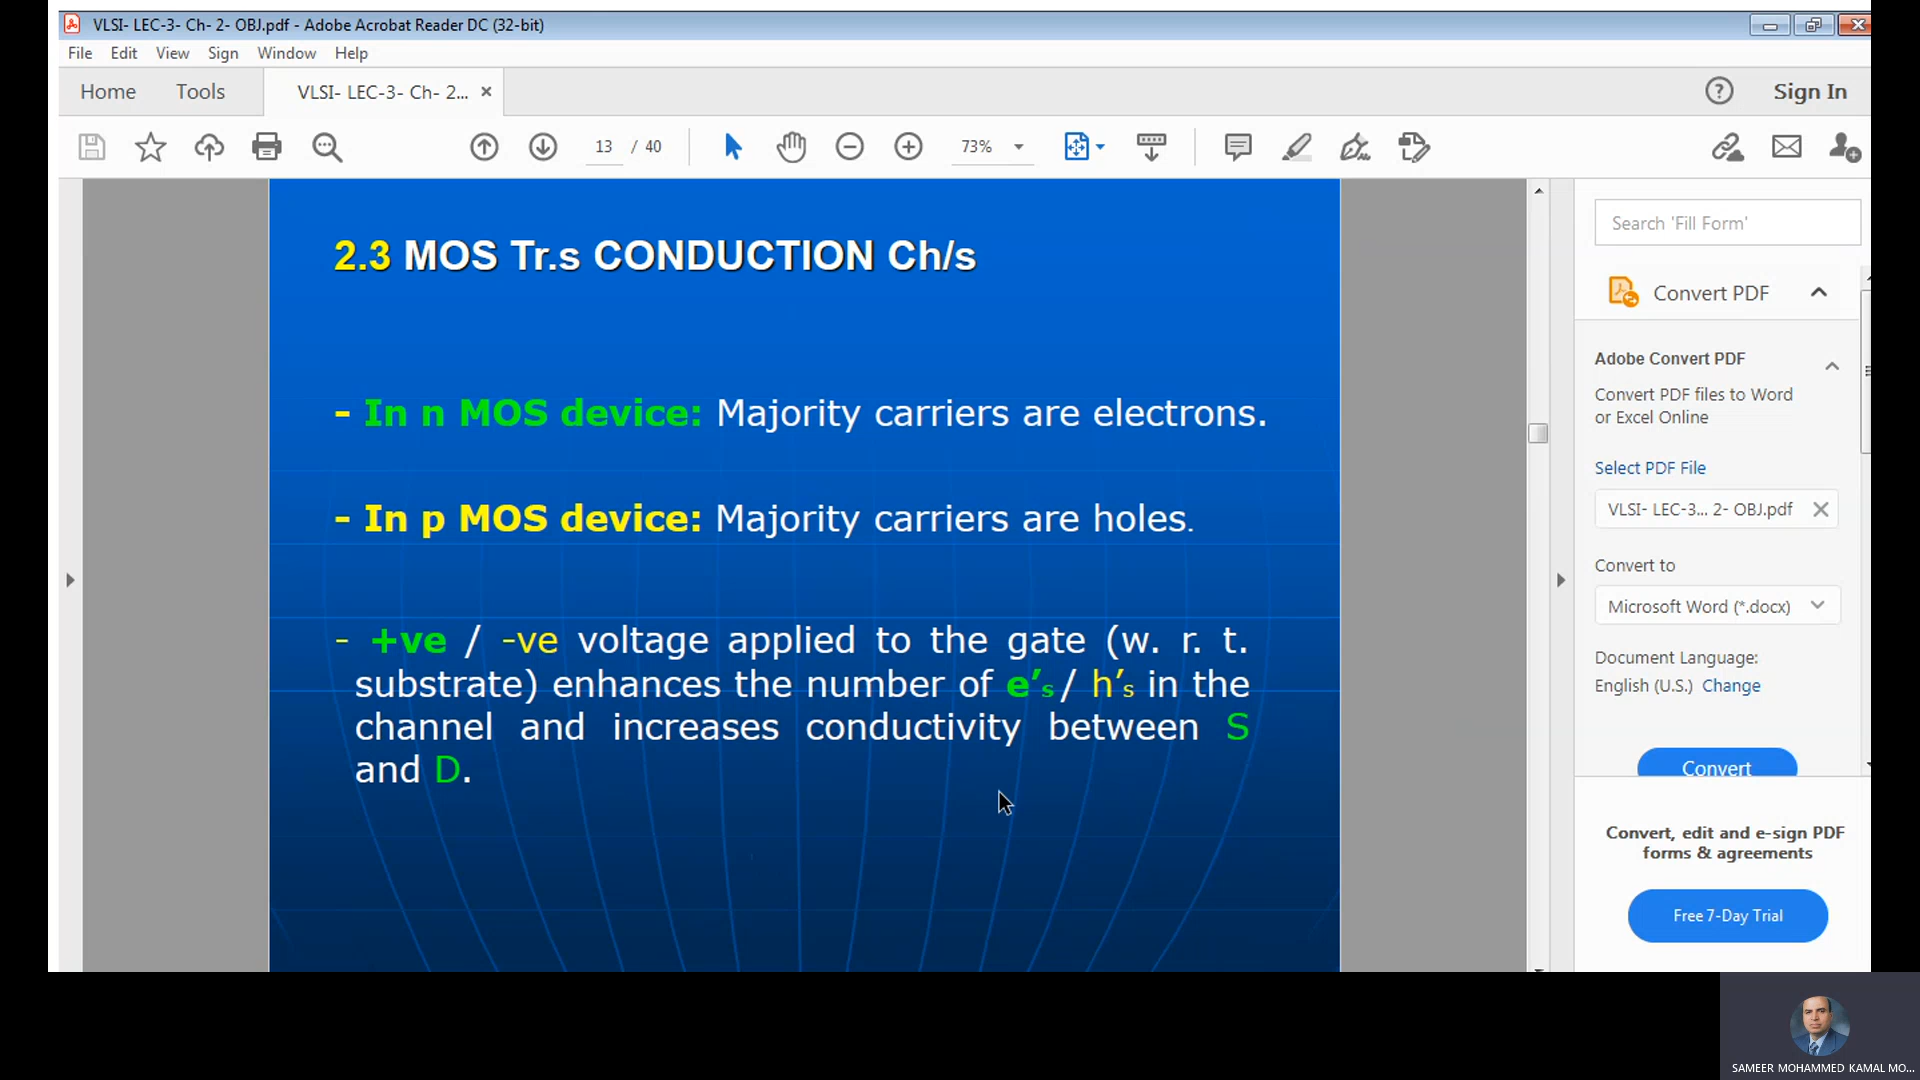 VLSI- LEC-3- Ch- 2- OBJ.pdf - Adobe Acrobat Reader DC (32-bit)
File Edit View Sign Window Help
Home Tools VLSI- LEC-3- Ch- 2... × Sign In
13 / 40 73%
2.3 MOS Tr.s CONDUCTION Ch/s
- In n MOS device: Majority carriers are electrons.
- In p MOS device: Majority carriers are holes.
- +ve / -ve voltage applied to the gate (w. r. t.
substrate) enhances the number of e’s / h’s in the
channel and increases conductivity between S
and D.
Search 'Fill Form'
Convert PDF
Adobe Convert PDF
Convert PDF files to Word
or Excel Online
Select PDF File
VLSI- LEC-3... 2- OBJ.pdf
Convert to
Microsoft Word (*.docx)
Document Language:
English (U.S.) Change
Convert
Convert, edit and e-sign PDF
forms & agreements
Free 7-Day Trial
SAMEER MOHAMMED KAMAL MO...